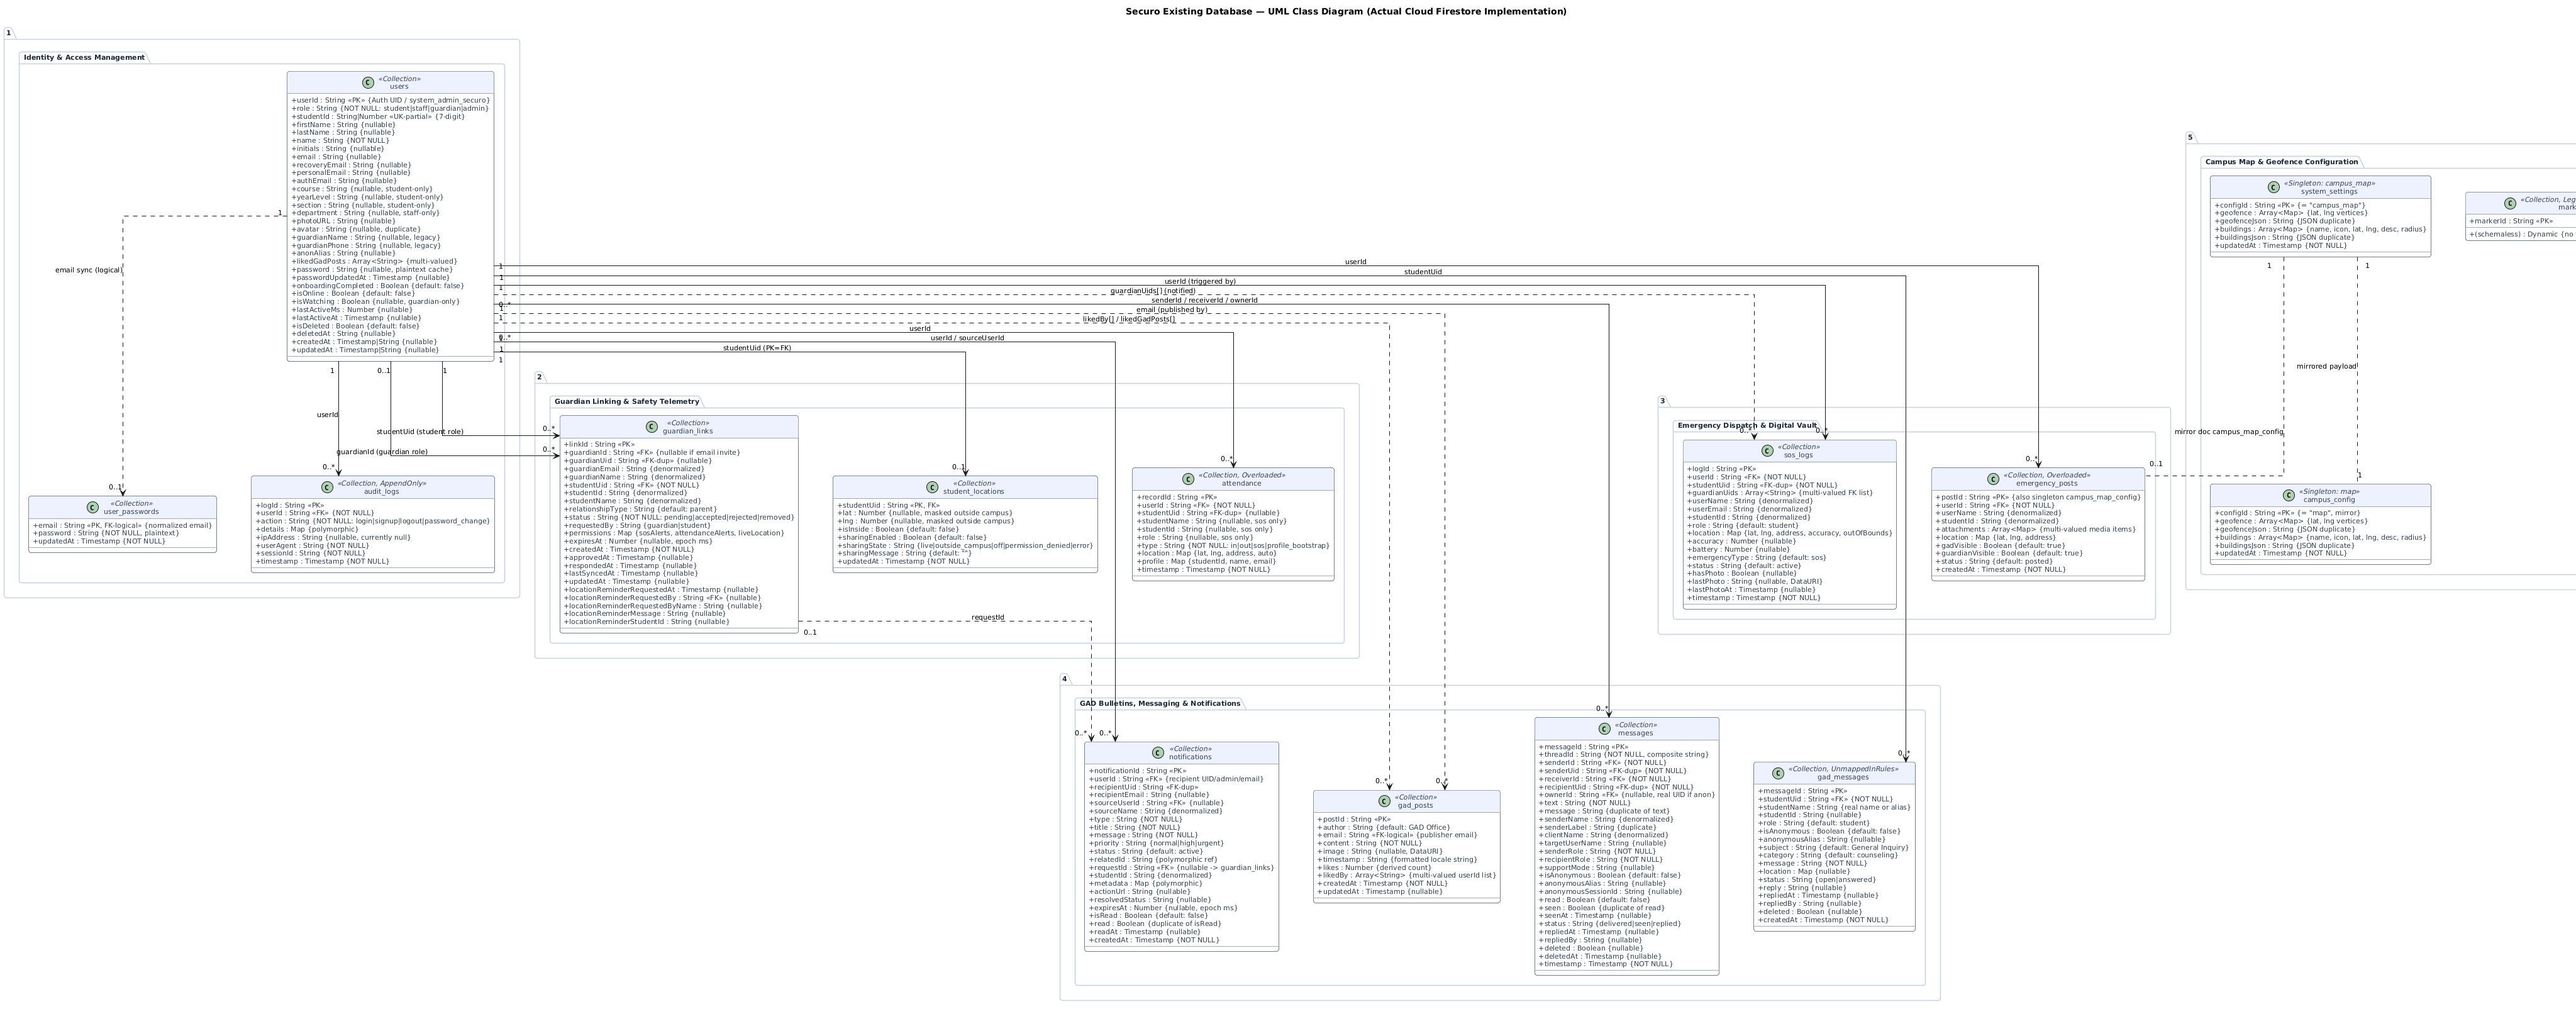 Securo Existing Database — UML Class Diagram (Actual Cloud Firestore Implementation)
1
Identity & Access Management
«Collection»
users
+userId : String «PK» {Auth UID / system_admin_securo}
+role : String {NOT NULL: student|staff|guardian|admin}
+studentId : String|Number «UK-partial» {7-digit}
+firstName : String {nullable}
+lastName : String {nullable}
+name : String {NOT NULL}
+initials : String {nullable}
+email : String {nullable}
+recoveryEmail : String {nullable}
+personalEmail : String {nullable}
+authEmail : String {nullable}
+course : String {nullable, student-only}
+yearLevel : String {nullable, student-only}
+section : String {nullable, student-only}
+department : String {nullable, staff-only}
+photoURL : String {nullable}
+avatar : String {nullable, duplicate}
+guardianName : String {nullable, legacy}
+guardianPhone : String {nullable, legacy}
+anonAlias : String {nullable}
+likedGadPosts : Array<String> {multi-valued}
+password : String {nullable, plaintext cache}
+passwordUpdatedAt : Timestamp {nullable}
+onboardingCompleted : Boolean {default: false}
+isOnline : Boolean {default: false}
+isWatching : Boolean {nullable, guardian-only}
+lastActiveMs : Number {nullable}
+lastActiveAt : Timestamp {nullable}
+isDeleted : Boolean {default: false}
+deletedAt : String {nullable}
+createdAt : Timestamp|String {nullable}
+updatedAt : Timestamp|String {nullable}
1
email sync (logical)
0..1
«Collection»
user_passwords
+email : String «PK, FK-logical» {normalized email}
+password : String {NOT NULL, plaintext}
+updatedAt : Timestamp {NOT NULL}
1
userId
0..*
«Collection, AppendOnly»
audit_logs
+logId : String «PK»
+userId : String «FK» {NOT NULL}
+action : String {NOT NULL: login|signup|logout|password_change}
+details : Map {polymorphic}
+ipAddress : String {nullable, currently null}
+userAgent : String {NOT NULL}
+sessionId : String {NOT NULL}
+timestamp : Timestamp {NOT NULL}
0..1
1
studentUid (student role)
0..*
guardianId (guardian role)
0..*
1
userId
1
studentUid
1
userId (triggered by)
guardianUids[] (notified)
0..*
1
senderId / receiverId / ownerId
1
email (published by)
likedBy[] / likedGadPosts[]
0..*
1
userId
1
userId / sourceUserId
1
studentUid (PK=FK)
2
Guardian Linking & Safety Telemetry
«Collection»
guardian_links
+linkId : String «PK»
+guardianId : String «FK» {nullable if email invite}
+guardianUid : String «FK-dup» {nullable}
+guardianEmail : String {denormalized}
+guardianName : String {denormalized}
+studentUid : String «FK» {NOT NULL}
+studentId : String {denormalized}
+studentName : String {denormalized}
+relationshipType : String {default: parent}
+status : String {NOT NULL: pending|accepted|rejected|removed}
+requestedBy : String {guardian|student}
+permissions : Map {sosAlerts, attendanceAlerts, liveLocation}
+expiresAt : Number {nullable, epoch ms}
+createdAt : Timestamp {NOT NULL}
+approvedAt : Timestamp {nullable}
+respondedAt : Timestamp {nullable}
+lastSyncedAt : Timestamp {nullable}
+updatedAt : Timestamp {nullable}
+locationReminderRequestedAt : Timestamp {nullable}
+locationReminderRequestedBy : String «FK» {nullable}
+locationReminderRequestedByName : String {nullable}
+locationReminderMessage : String {nullable}
+locationReminderStudentId : String {nullable}
0..1
«Collection»
student_locations
+studentUid : String «PK, FK»
+lat : Number {nullable, masked outside campus}
+lng : Number {nullable, masked outside campus}
+isInside : Boolean {default: false}
+sharingEnabled : Boolean {default: false}
+sharingState : String {live|outside_campus|off|permission_denied|error}
+sharingMessage : String {default: ""}
+updatedAt : Timestamp {NOT NULL}
0..*
«Collection, Overloaded»
attendance
+recordId : String «PK»
+userId : String «FK» {NOT NULL}
+studentUid : String «FK-dup» {nullable}
+studentName : String {nullable, sos only}
+studentId : String {nullable, sos only}
+role : String {nullable, sos only}
+type : String {NOT NULL: in|out|sos|profile_bootstrap}
+location : Map {lat, lng, address, auto}
+profile : Map {studentId, name, email}
+timestamp : Timestamp {NOT NULL}
requestId
0..1
3
Emergency Dispatch & Digital Vault
0..*
0..*
«Collection»
sos_logs
+logId : String «PK»
+userId : String «FK» {NOT NULL}
+studentUid : String «FK-dup» {NOT NULL}
+guardianUids : Array<String> {multi-valued FK list}
+userName : String {denormalized}
+userEmail : String {denormalized}
+studentId : String {denormalized}
+role : String {default: student}
+location : Map {lat, lng, address, accuracy, outOfBounds}
+accuracy : Number {nullable}
+battery : Number {nullable}
+emergencyType : String {default: sos}
+status : String {default: active}
+hasPhoto : Boolean {nullable}
+lastPhoto : String {nullable, DataURI}
+lastPhotoAt : Timestamp {nullable}
+timestamp : Timestamp {NOT NULL}
0..*
«Collection, Overloaded»
emergency_posts
+postId : String «PK» {also singleton campus_map_config}
+userId : String «FK» {NOT NULL}
+userName : String {denormalized}
+studentId : String {denormalized}
+attachments : Array<Map> {multi-valued media items}
+location : Map {lat, lng, address}
+gadVisible : Boolean {default: true}
+guardianVisible : Boolean {default: true}
+status : String {default: posted}
+createdAt : Timestamp {NOT NULL}
0..1
4
GAD Bulletins, Messaging & Notifications
0..*
0..*
«Collection»
notifications
+notificationId : String «PK»
+userId : String «FK» {recipient UID/admin/email}
+recipientUid : String «FK-dup»
+recipientEmail : String {nullable}
+sourceUserId : String «FK» {nullable}
+sourceName : String {denormalized}
+type : String {NOT NULL}
+title : String {NOT NULL}
+message : String {NOT NULL}
+priority : String {normal|high|urgent}
+status : String {default: active}
+relatedId : String {polymorphic ref}
+requestId : String «FK» {nullable -> guardian_links}
+studentId : String {denormalized}
+metadata : Map {polymorphic}
+actionUrl : String {nullable}
+resolvedStatus : String {nullable}
+expiresAt : Number {nullable, epoch ms}
+isRead : Boolean {default: false}
+read : Boolean {duplicate of isRead}
+readAt : Timestamp {nullable}
+createdAt : Timestamp {NOT NULL}
0..*
0..*
«Collection»
gad_posts
+postId : String «PK»
+author : String {default: GAD Office}
+email : String «FK-logical» {publisher email}
+content : String {NOT NULL}
+image : String {nullable, DataURI}
+timestamp : String {formatted locale string}
+likes : Number {derived count}
+likedBy : Array<String> {multi-valued userId list}
+createdAt : Timestamp {NOT NULL}
+updatedAt : Timestamp {nullable}
0..*
«Collection»
messages
+messageId : String «PK»
+threadId : String {NOT NULL, composite string}
+senderId : String «FK» {NOT NULL}
+senderUid : String «FK-dup» {NOT NULL}
+receiverId : String «FK» {NOT NULL}
+recipientUid : String «FK-dup» {NOT NULL}
+ownerId : String «FK» {nullable, real UID if anon}
+text : String {NOT NULL}
+message : String {duplicate of text}
+senderName : String {denormalized}
+senderLabel : String {duplicate}
+clientName : String {denormalized}
+targetUserName : String {nullable}
+senderRole : String {NOT NULL}
+recipientRole : String {NOT NULL}
+supportMode : String {nullable}
+isAnonymous : Boolean {default: false}
+anonymousAlias : String {nullable}
+anonymousSessionId : String {nullable}
+read : Boolean {default: false}
+seen : Boolean {duplicate of read}
+seenAt : Timestamp {nullable}
+status : String {delivered|seen|replied}
+repliedAt : Timestamp {nullable}
+repliedBy : String {nullable}
+deleted : Boolean {nullable}
+deletedAt : Timestamp {nullable}
+timestamp : Timestamp {NOT NULL}
0..*
«Collection, UnmappedInRules»
gad_messages
+messageId : String «PK»
+studentUid : String «FK» {NOT NULL}
+studentName : String {real name or alias}
+studentId : String {nullable}
+role : String {default: student}
+isAnonymous : Boolean {default: false}
+anonymousAlias : String {nullable}
+subject : String {default: General Inquiry}
+category : String {default: counseling}
+message : String {NOT NULL}
+location : Map {nullable}
+status : String {open|answered}
+reply : String {nullable}
+repliedAt : Timestamp {nullable}
+repliedBy : String {nullable}
+deleted : Boolean {nullable}
+createdAt : Timestamp {NOT NULL}
5
Campus Map & Geofence Configuration
«Singleton: campus_map»
system_settings
+configId : String «PK» {= "campus_map"}
+geofence : Array<Map> {lat, lng vertices}
+geofenceJson : String {JSON duplicate}
+buildings : Array<Map> {name, icon, lat, lng, desc, radius}
+buildingsJson : String {JSON duplicate}
+updatedAt : Timestamp {NOT NULL}
«Collection, Leg
mark
+markerId : String «PK»
+(schemaless) : Dynamic {no
1
1
mirrored payload
mirror doc campus_map_config
0..1
1
«Singleton: map»
campus_config
+configId : String «PK» {= "map", mirror}
+geofence : Array<Map> {lat, lng vertices}
+geofenceJson : String {JSON duplicate}
+buildings : Array<Map> {name, icon, lat, lng, desc, radius}
+buildingsJson : String {JSON duplicate}
+updatedAt : Timestamp {NOT NULL}